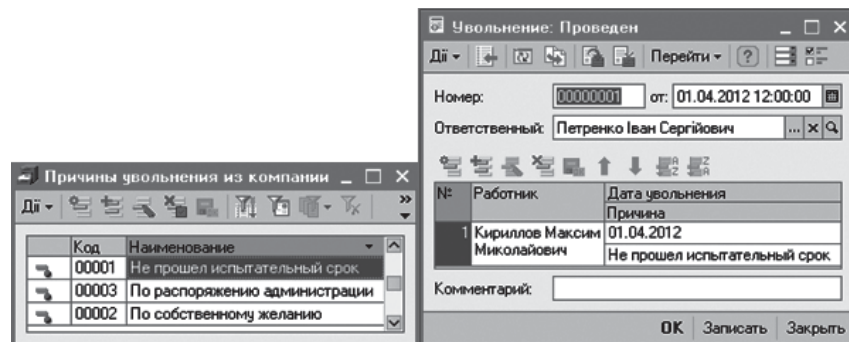 Причины увольнения из компании
Дії
Код Наименование
00001 Не прошел испытательный срок
00003 По распоряжению администрации
00002 По собственному желанию
Увольнение: Проведен
Дії Перейти
Номер: 00000001 от: 01.04.2012 12:00:00
Ответственный: Петренко Іван Сергійович ... x
№ Работник Дата увольнения
Причина
1 Кириллов Максим 01.04.2012
Миколайович Не прошел испытательный срок
Комментарий:
OK Записать Закрыть